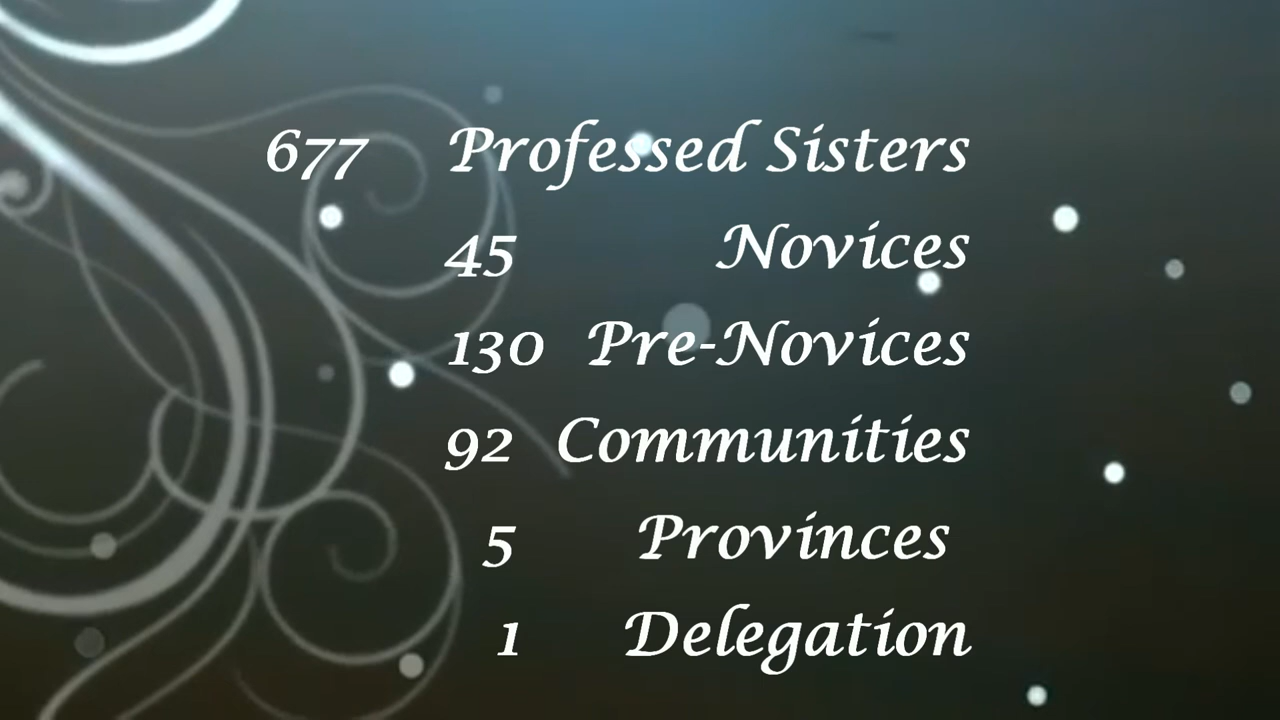 677 Professed Sisters
45 Novices
130 Pre-Novices
92 Communities
5 Provinces
1 Delegation